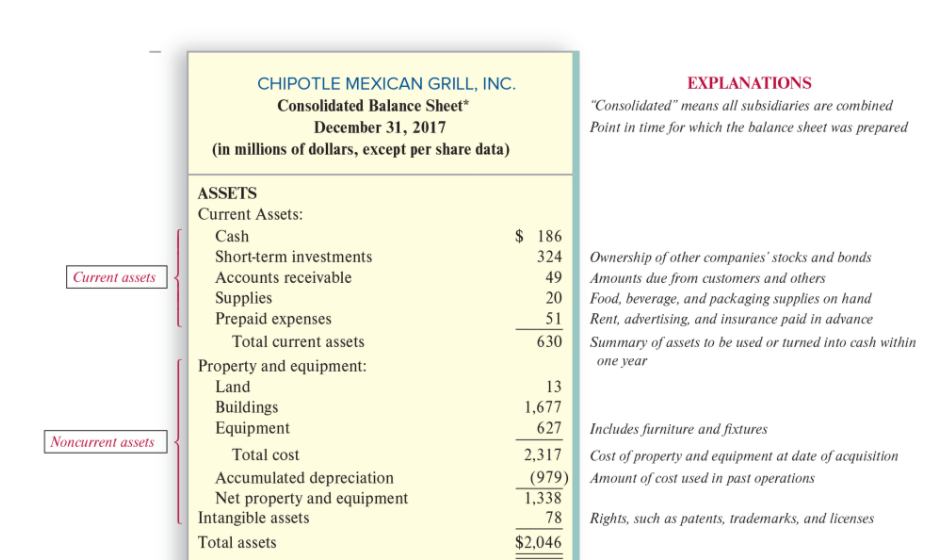 CHIPOTLE MEXICAN GRILL, INC.
Consolidated Balance Sheet*
December 31, 2017
(in millions of dollars, except per share data)
EXPLANATIONS
“Consolidated” means all subsidiaries are combined
Point in time for which the balance sheet was prepared
ASSETS
Current Assets:
Cash $ 186
Short-term investments 324 Ownership of other companies’ stocks and bonds
Current assets
Accounts receivable 49 Amounts due from customers and others
Supplies 20 Food, beverage, and packaging supplies on hand
Prepaid expenses 51 Rent, advertising, and insurance paid in advance
Total current assets 630 Summary of assets to be used or turned into cash within
one year
Property and equipment:
Land 13
Buildings 1,677
Equipment 627 Includes furniture and fixtures
Noncurrent assets
Total cost 2,317 Cost of property and equipment at date of acquisition
Accumulated depreciation (979) Amount of cost used in past operations
Net property and equipment 1,338
Intangible assets 78 Rights, such as patents, trademarks, and licenses
Total assets $2,046